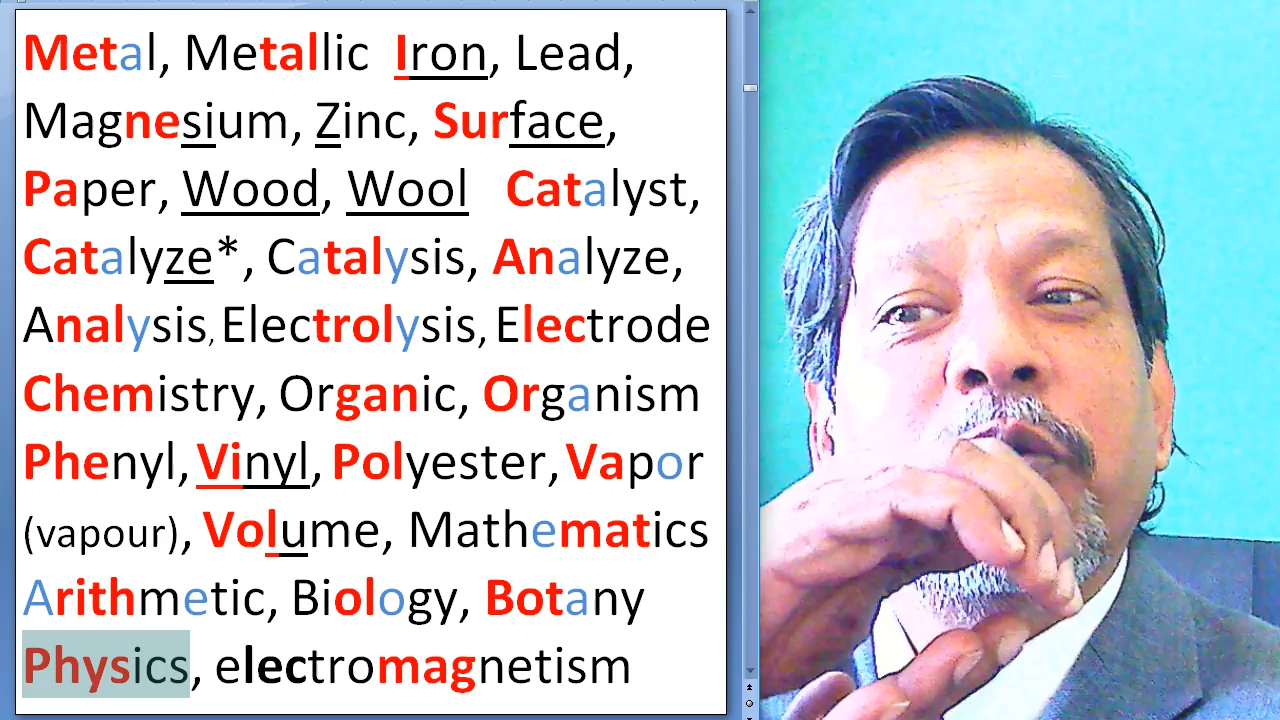 Metal, Metallic Iron, Lead,
Magnesium, Zinc, Surface,
Paper, Wood, Wool Catalyst,
Catalyze*, Catalysis, Analyze,
Analysis, Electrolysis, Electrode
Chemistry, Organic, Organism
Phenyl, Vinyl, Polyester, Vapor
(vapour), Volume, Mathematics
Arithmetic, Biology, Botany
Physics, electromagnetism